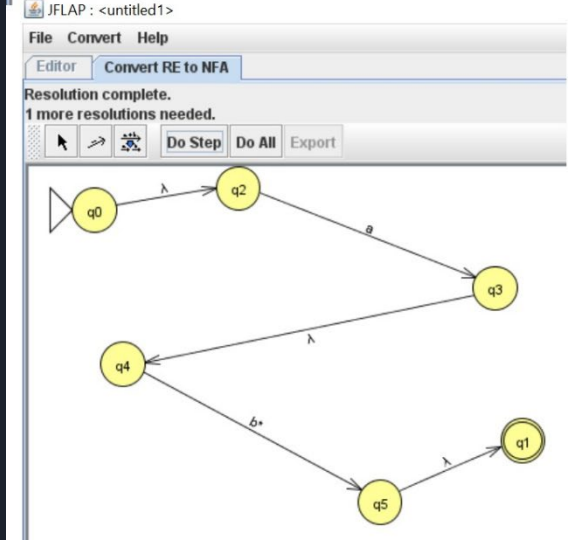 JFLAP : <untitled1>
File Convert Help
Editor Convert RE to NFA
Resolution complete.
1 more resolutions needed.
Do Step Do All Export
q0 λ q2
a
q3
λ
q4
b*
q1
λ
q5